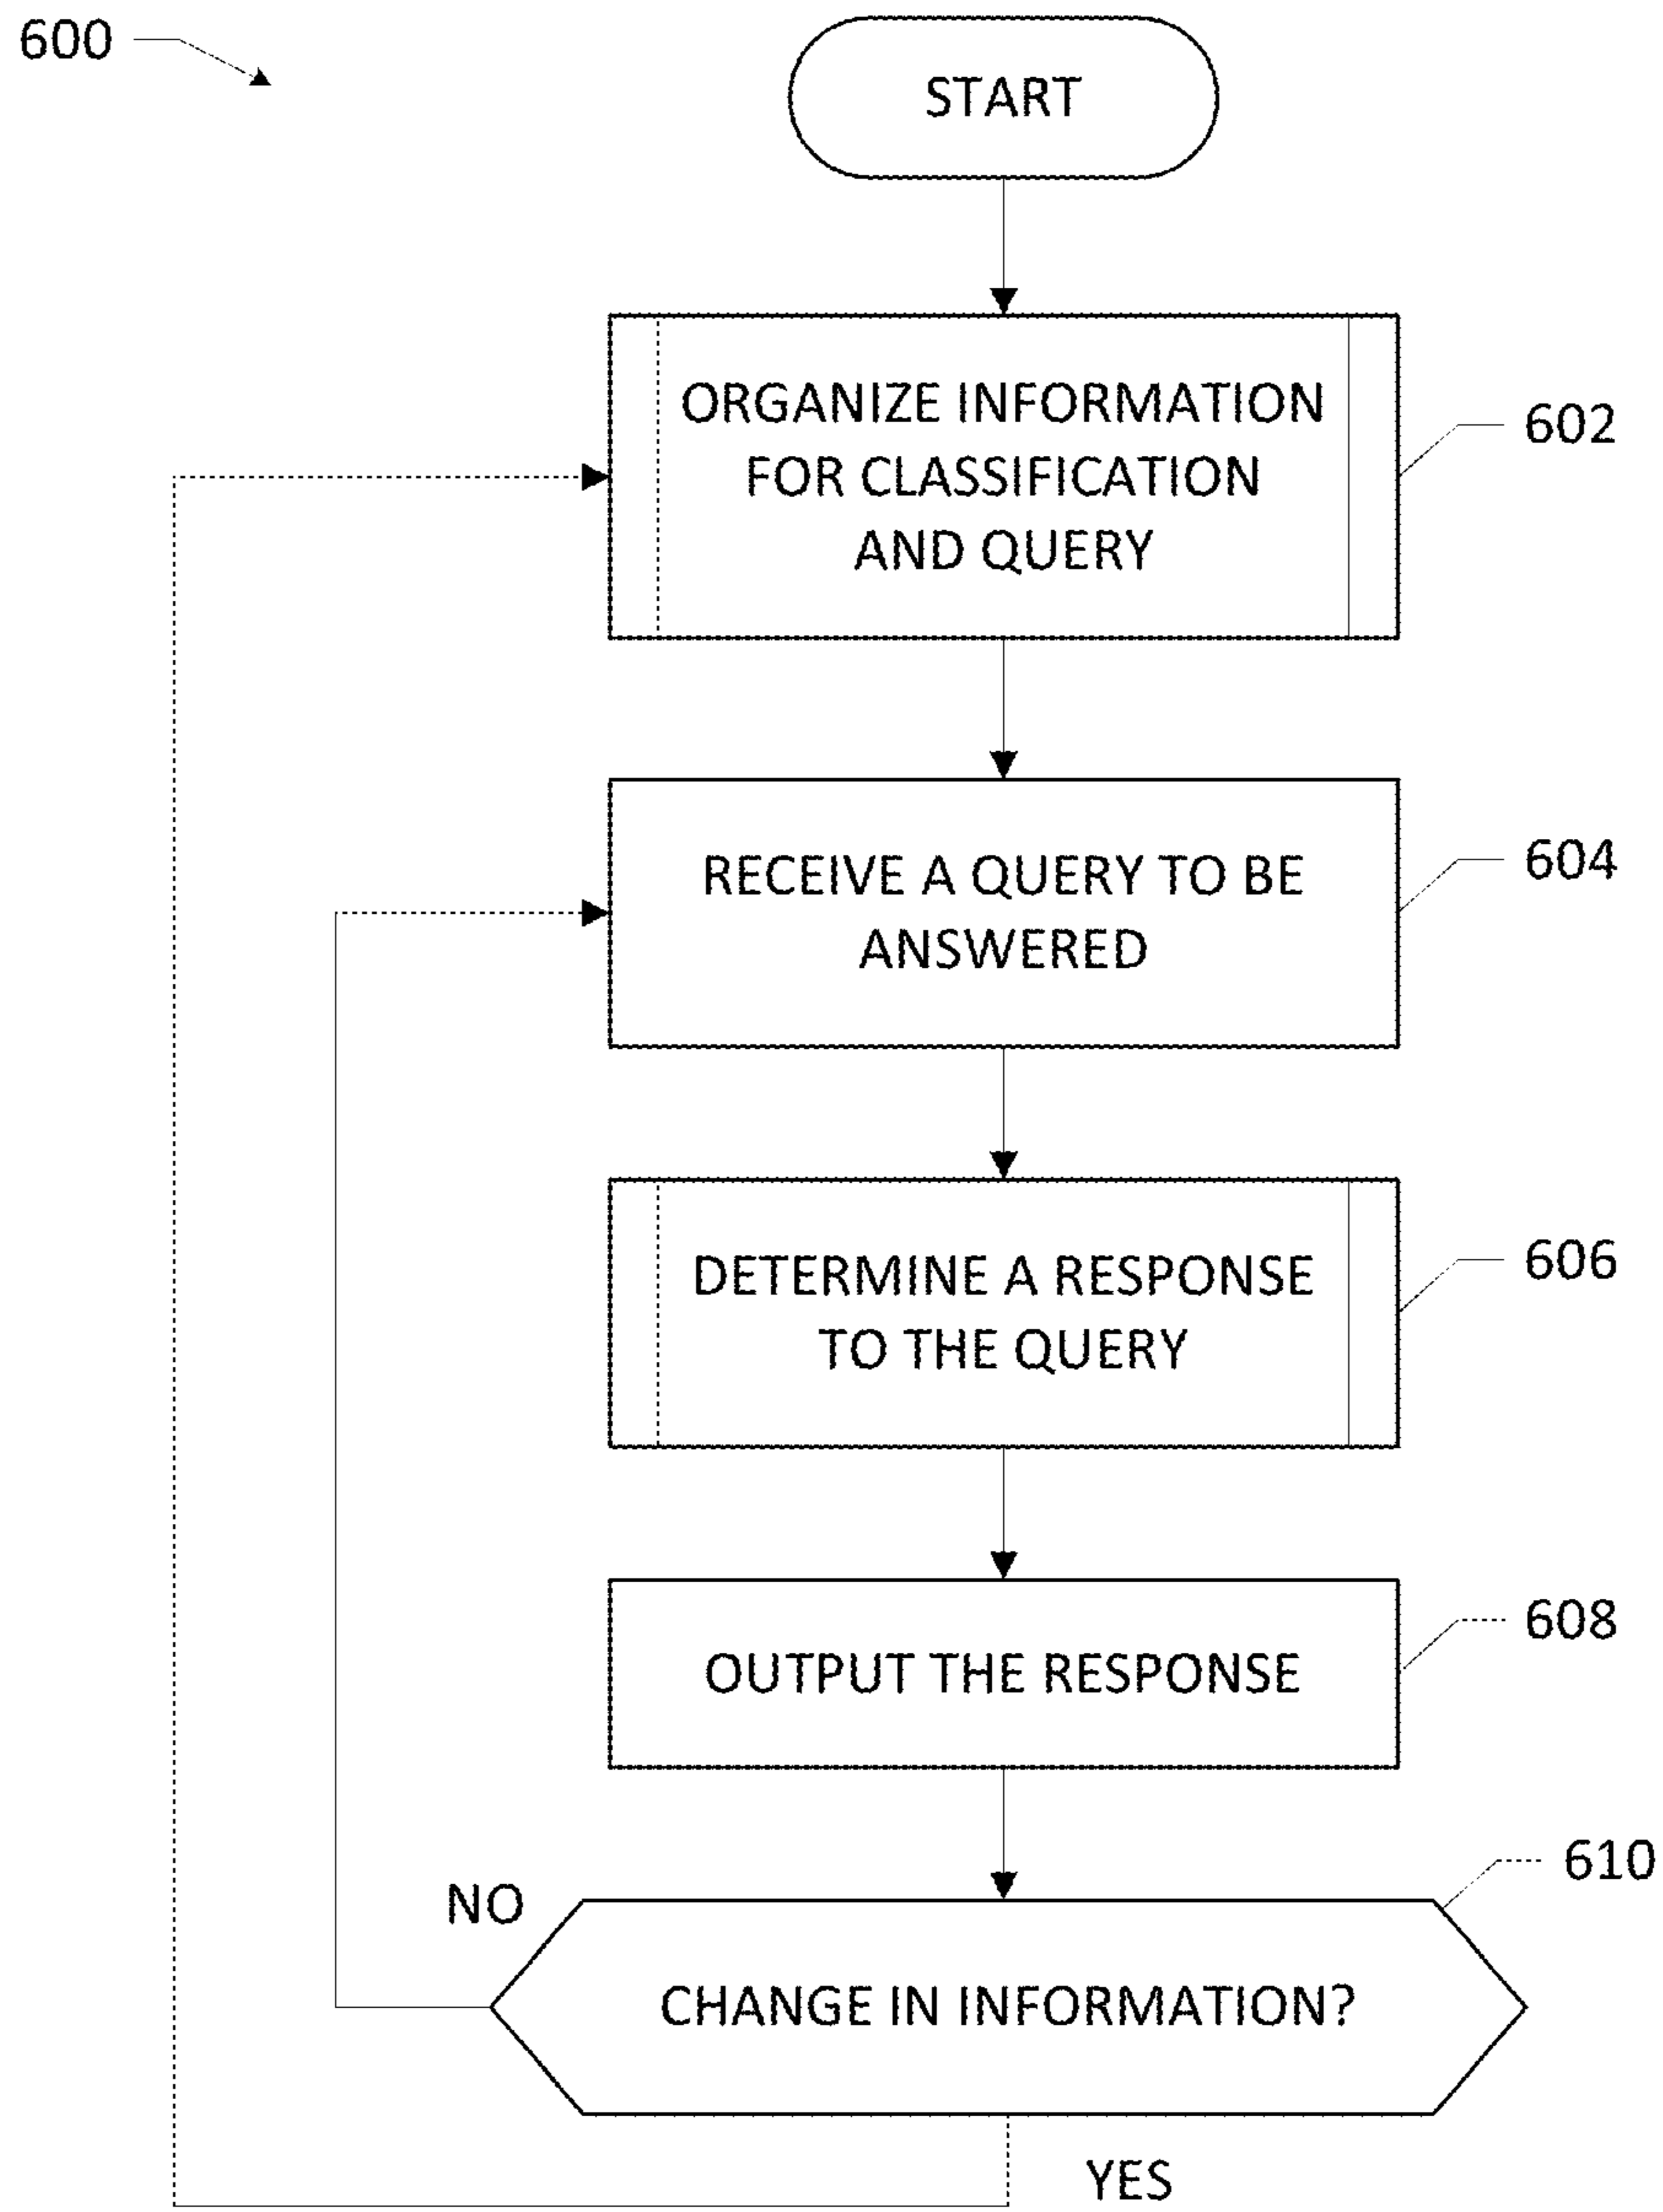 600
START
ORGANIZE INFORMATION
FOR CLASSIFICATION
AND QUERY
602
RECEIVE A QUERY TO BE
ANSWERED
604
DETERMINE A RESPONSE
TO THE QUERY
606
OUTPUT THE RESPONSE
608
610
NO
CHANGE IN INFORMATION?
YES